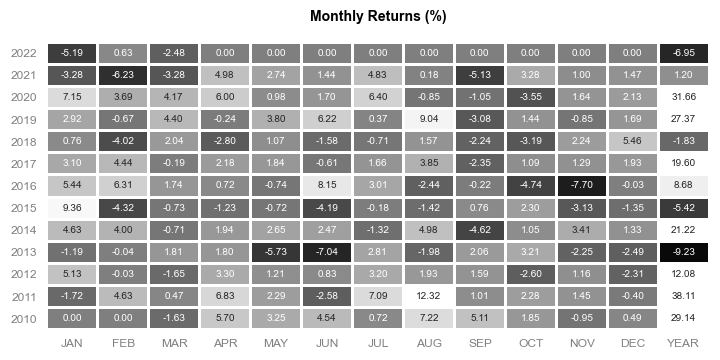 Monthly Returns (%)
2022 -5.19 0.63 -2.48 0.00 0.00 0.00 0.00 0.00 0.00 0.00 0.00 0.00 -6.95
2021 -3.28 -6.23 -3.28 4.98 2.74 1.44 4.83 0.18 -5.13 3.28 1.00 1.47 1.20
2020 7.15 3.69 4.17 6.00 0.98 1.70 6.40 -0.85 -1.05 -3.55 1.64 2.13 31.66
2019 2.92 -0.67 4.40 -0.24 3.80 6.22 0.37 9.04 -3.08 1.44 -0.85 1.69 27.37
2018 0.76 -4.02 2.04 -2.80 1.07 -1.58 -0.71 1.57 -2.24 -3.19 2.24 5.46 -1.83
2017 3.10 4.44 -0.19 2.18 1.84 -0.61 1.66 3.85 -2.35 1.09 1.29 1.93 19.60
2016 5.44 6.31 1.74 0.72 -0.74 8.15 3.01 -2.44 -0.22 -4.74 -7.70 -0.03 8.68
2015 9.36 -4.32 -0.73 -1.23 -0.72 -4.19 -0.18 -1.42 0.76 2.30 -3.13 -1.35 -5.42
2014 4.63 4.00 -0.71 1.94 2.65 2.47 -1.32 4.98 -4.62 1.05 3.41 1.33 21.22
2013 -1.19 -0.04 1.81 1.80 -5.73 -7.04 2.81 -1.98 2.06 3.21 -2.25 -2.49 -9.23
2012 5.13 -0.03 -1.65 3.30 1.21 0.83 3.20 1.93 1.59 -2.60 1.16 -2.31 12.08
2011 -1.72 4.63 0.47 6.83 2.29 -2.58 7.09 12.32 1.01 2.28 1.45 -0.40 38.11
2010 0.00 0.00 -1.63 5.70 3.25 4.54 0.72 7.22 5.11 1.85 -0.95 0.49 29.14
JAN FEB MAR APR MAY JUN JUL AUG SEP OCT NOV DEC YEAR